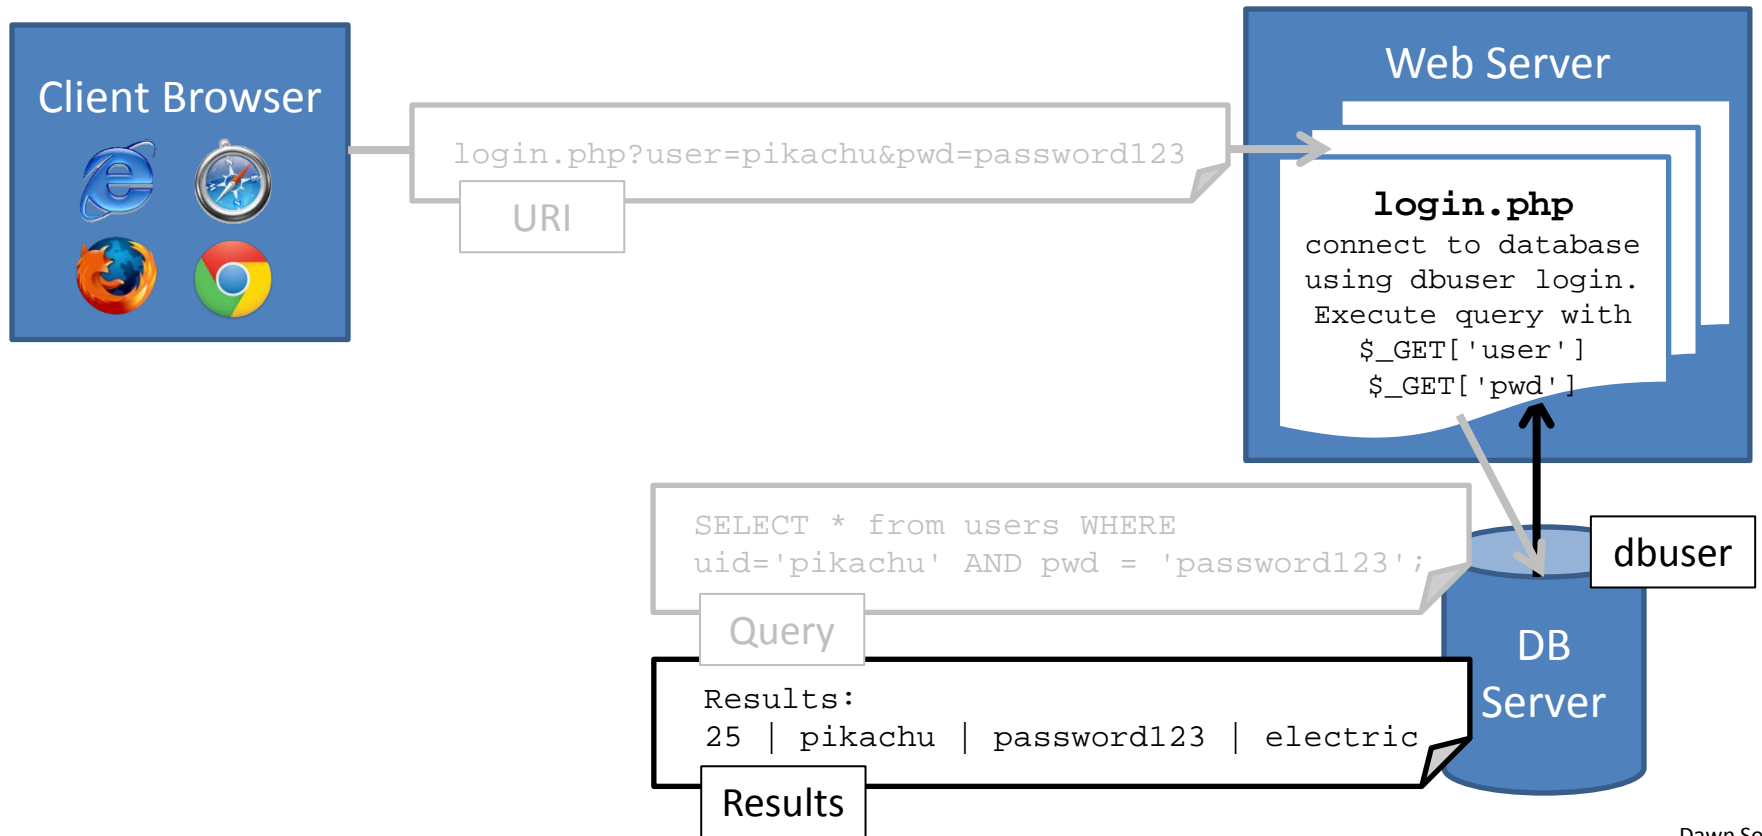 Client Browser
login.php?user=pikachu&pwd=password123
URI
Web Server
login.php
connect to database
using dbuser login.
Execute query with
$_GET['user']
$_GET['pwd']
SELECT * from users WHERE
uid='pikachu' AND pwd = 'password123';
Query
dbuser
DB
Server
Results:
25 | pikachu | password123 | electric
Results
Dawn